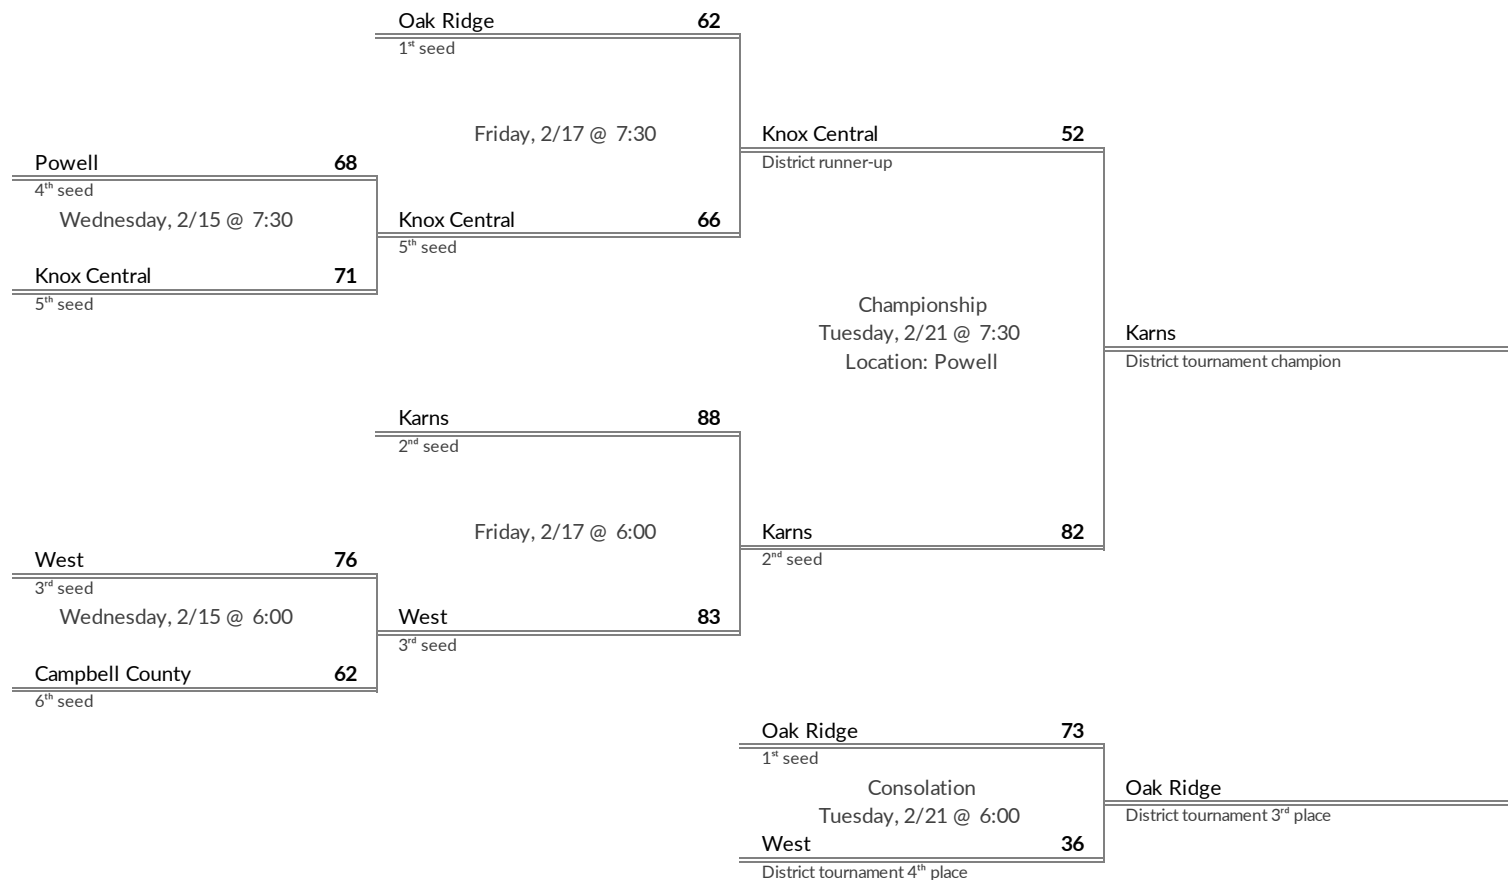 Oak Ridge 62
1st seed
Friday, 2/17 @ 7:30
Knox Central 52
District runner-up
Powell 68
4th seed
Wednesday, 2/15 @ 7:30
Knox Central 66
5th seed
Knox Central 71
5th seed
Championship
Tuesday, 2/21 @ 7:30
Location: Powell
Karns
District tournament champion
Karns 88
2nd seed
Friday, 2/17 @ 6:00
Karns 82
2nd seed
West 76
3rd seed
Wednesday, 2/15 @ 6:00
West 83
3rd seed
Campbell County 62
6th seed
Oak Ridge 73
1st seed
Consolation
Tuesday, 2/21 @ 6:00
Oak Ridge
District tournament 3rd place
West 36
District tournament 4th place